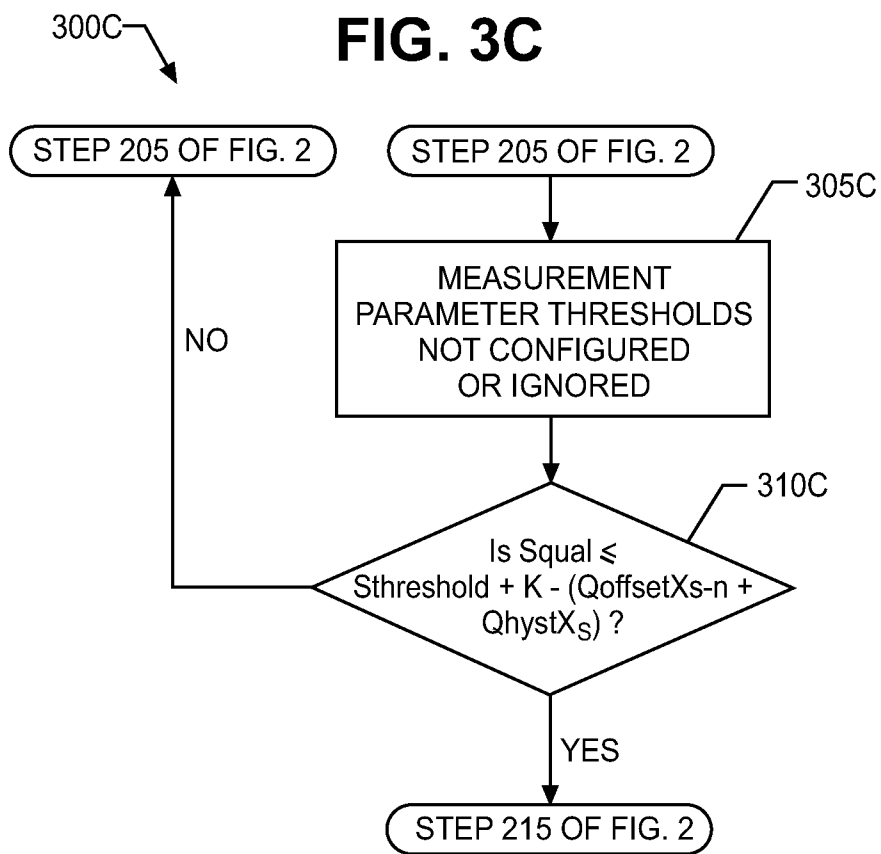 300C
FIG. 3C
STEP 205 OF FIG. 2
STEP 205 OF FIG. 2
305C
MEASUREMENT
PARAMETER THRESHOLDS
NOT CONFIGURED
OR IGNORED
NO
310C
Is Squal ⩽
Sthreshold + K - (QoffsetXs-n +
QhystXS) ?
YES
STEP 215 OF FIG. 2